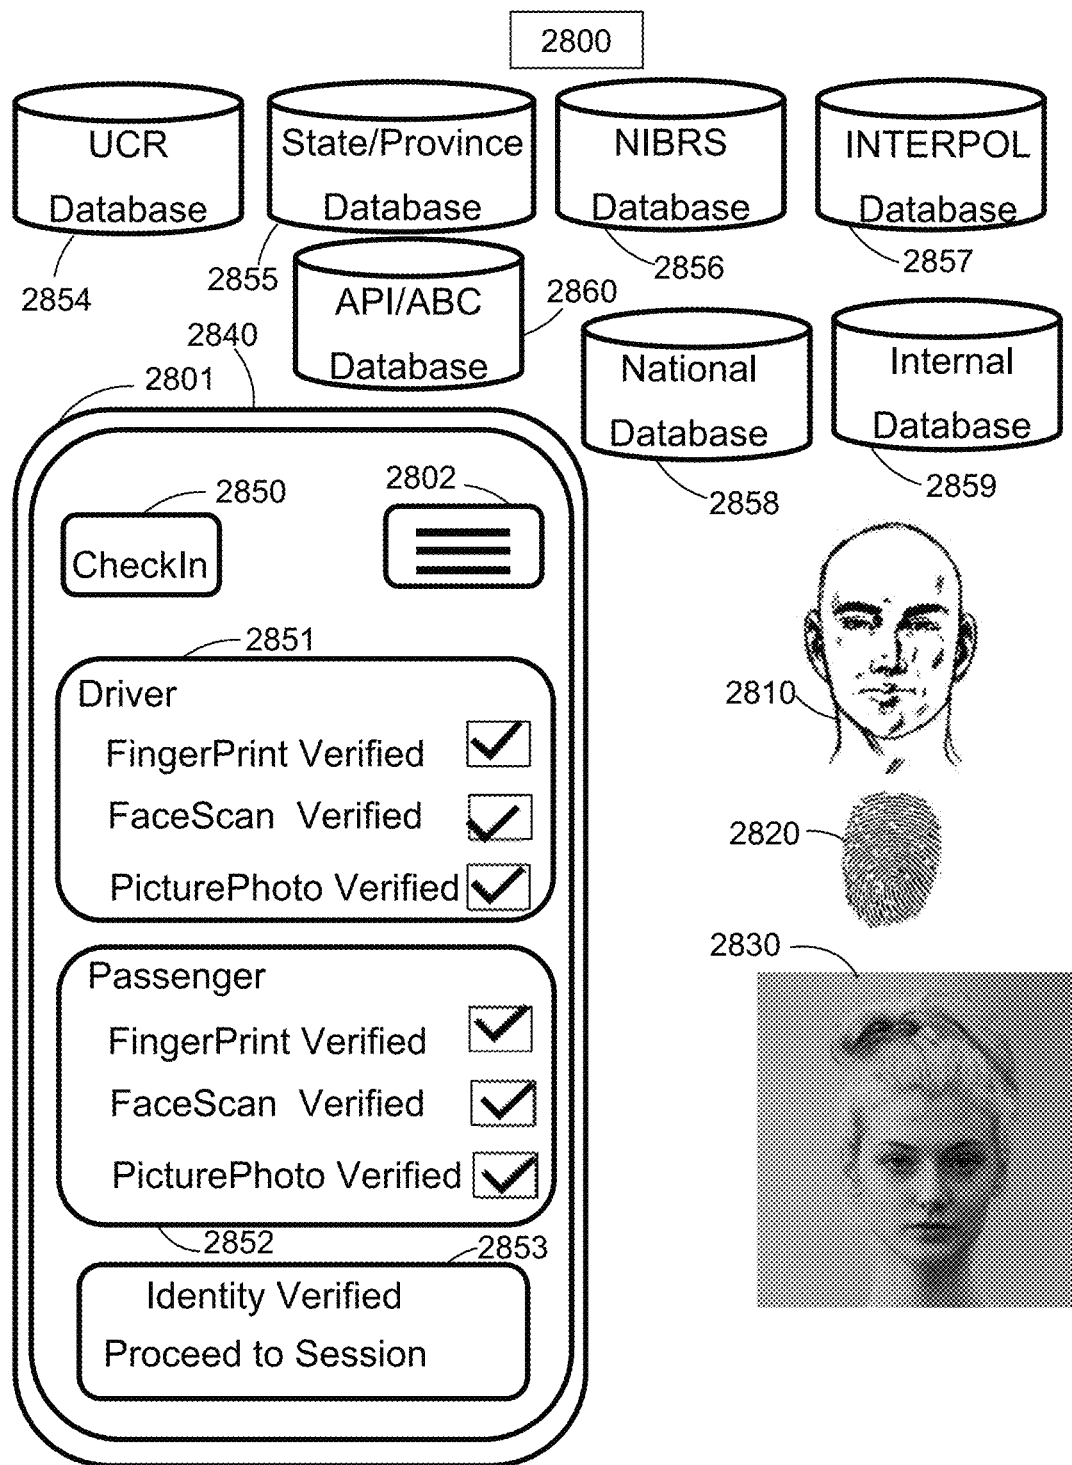 2800
UCR
Database
State/Province
Database
NIBRS
Database
INTERPOL
Database
2854
2855
2856
2857
API/ABC
Database
2860
National
Database
Internal
Database
2858
2859
2840
2801
2850
2802
CheckIn
2851
Driver
FingerPrint Verified
FaceScan Verified
PicturePhoto Verified
Passenger
FingerPrint Verified
FaceScan Verified
PicturePhoto Verified
2852
2853
Identity Verified
Proceed to Session
2810
2820
2830